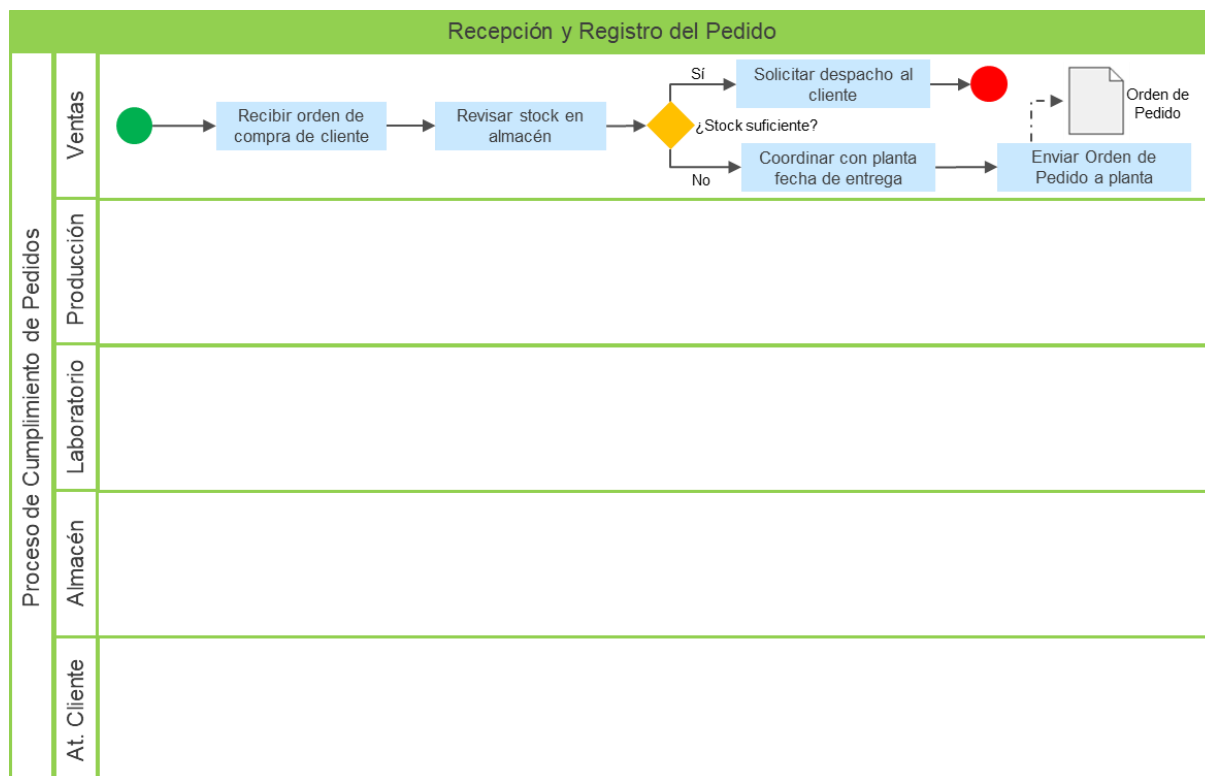 Recepción y Registro del Pedido
Proceso de Cumplimiento de Pedidos
Ventas
Recibir orden de
compra de cliente
Revisar stock en
almacén
¿Stock suficiente?
Sí
Solicitar despacho al
cliente
No
Coordinar con planta
fecha de entrega
Enviar Orden de
Pedido a planta
Orden de
Pedido
Producción
Laboratorio
Almacén
At. Cliente